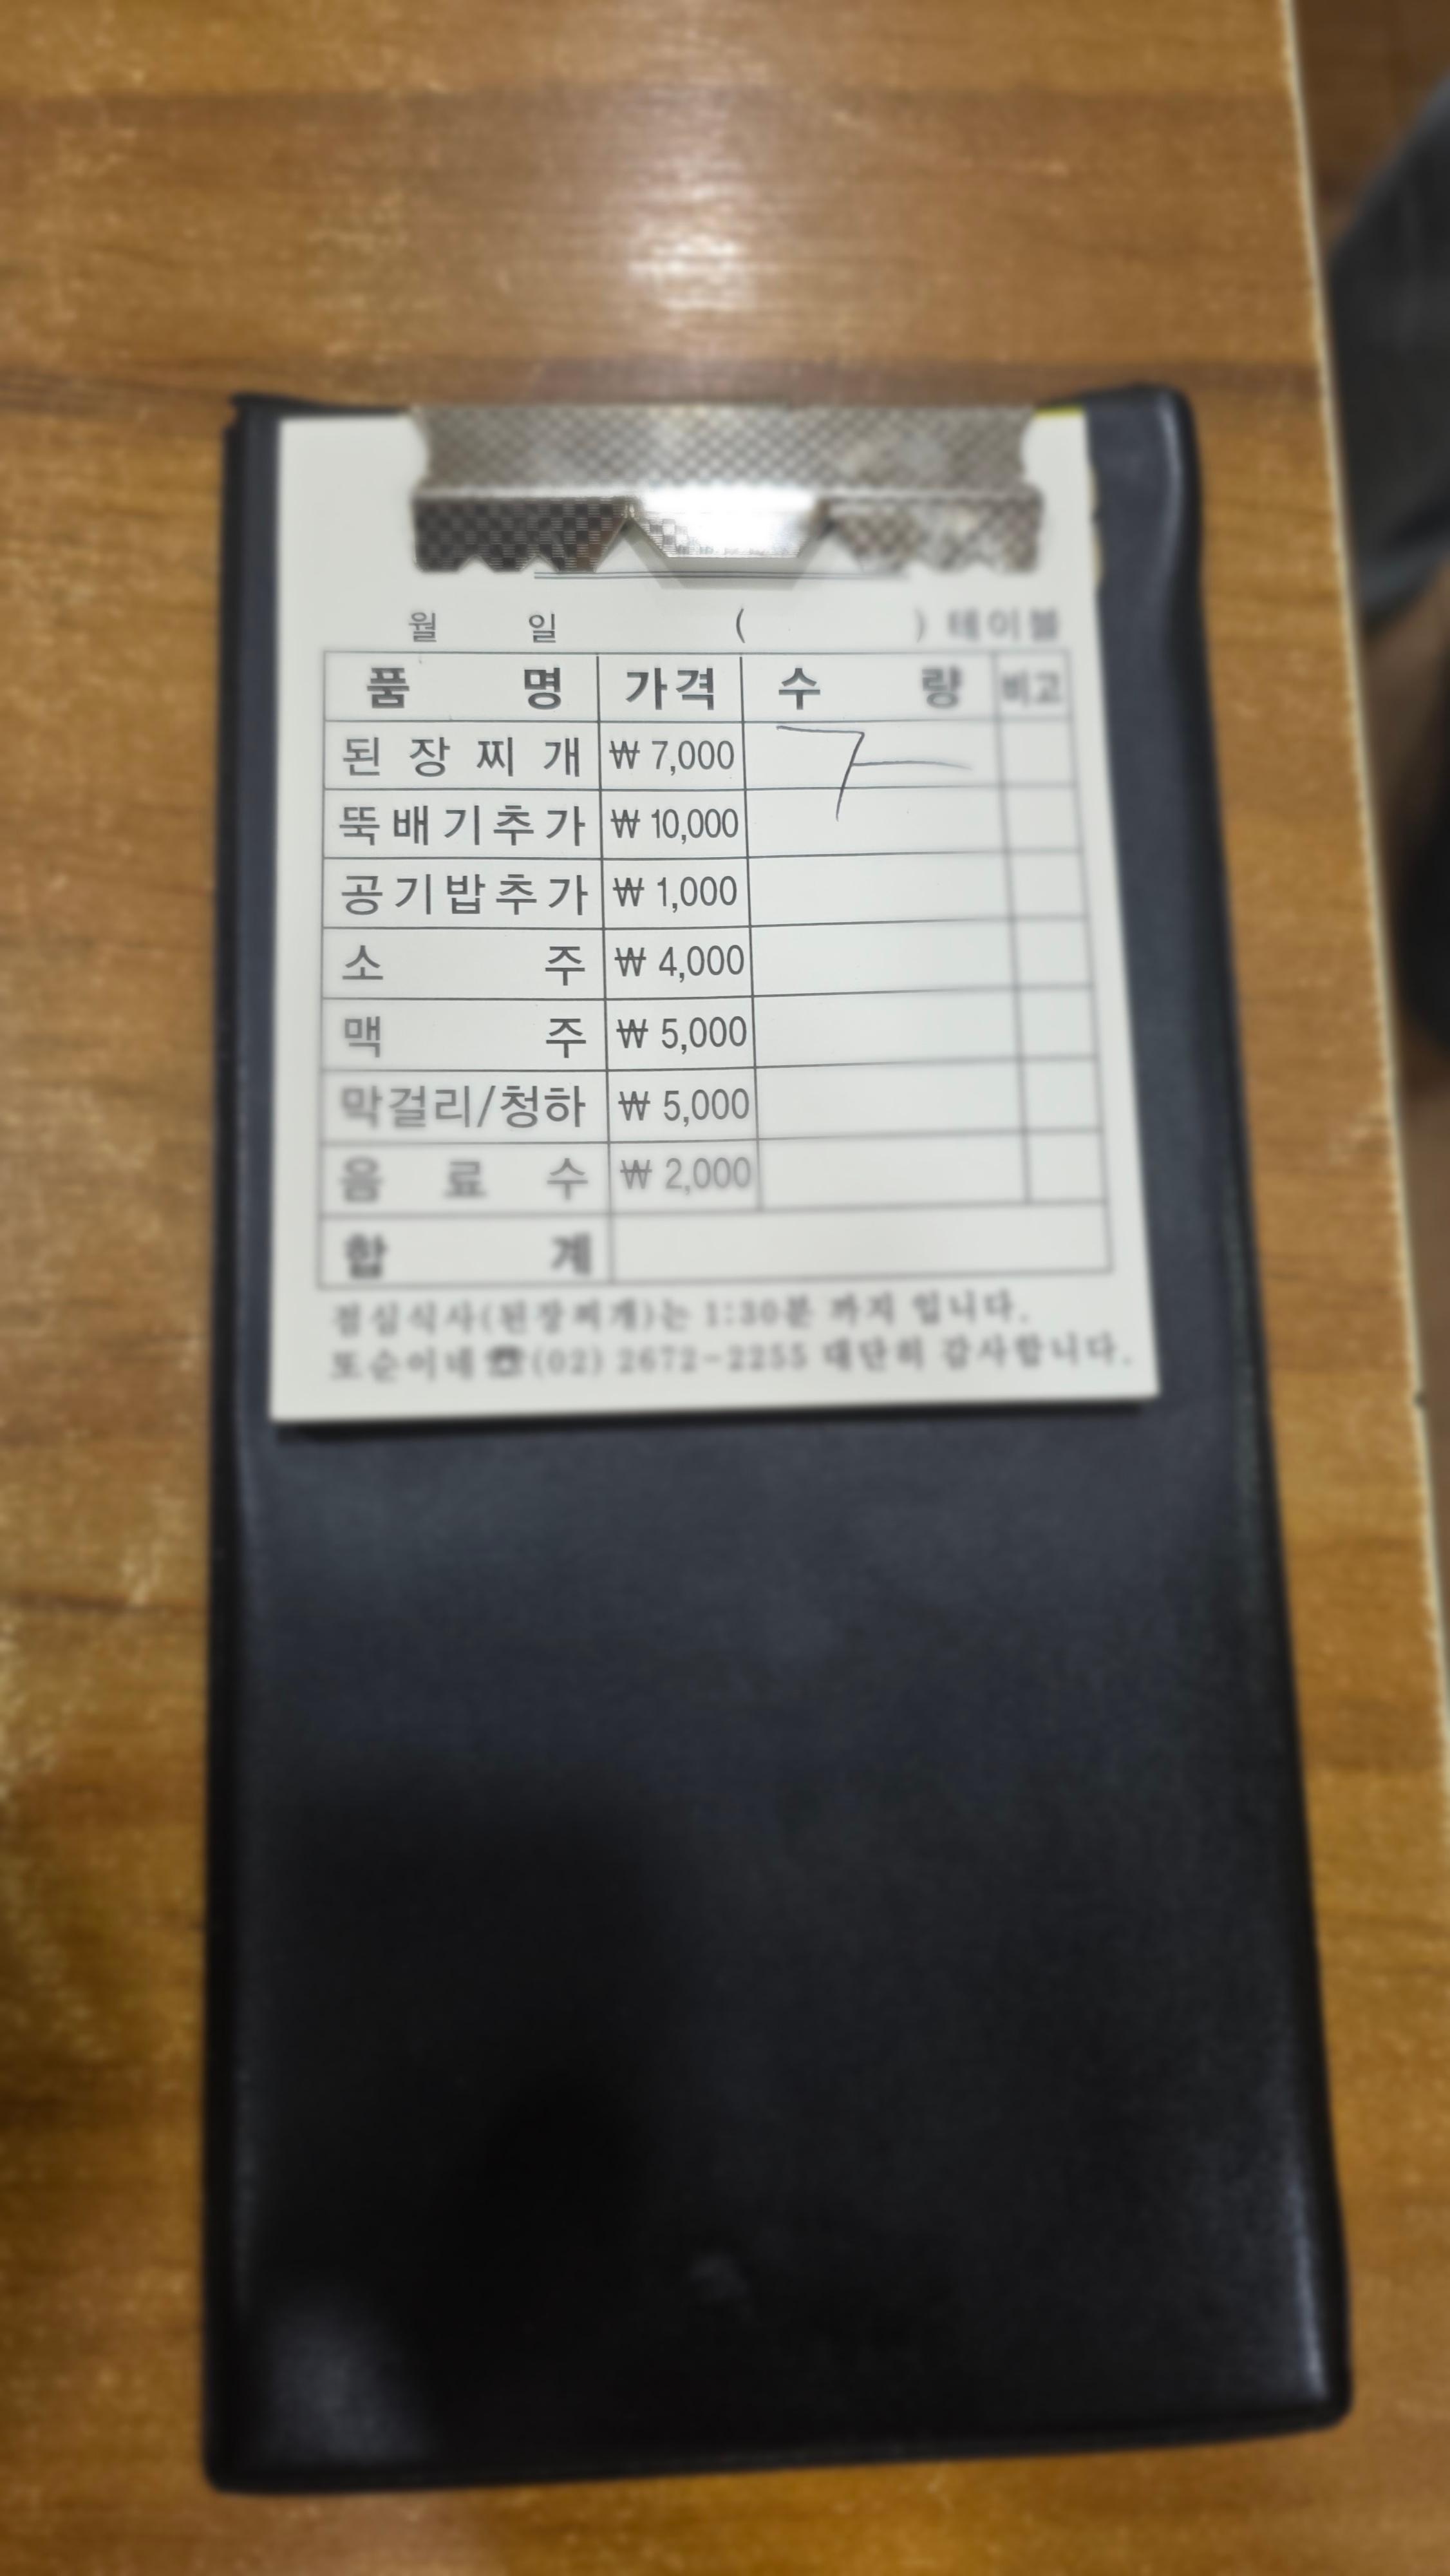 월 일 ( ) 테이블
품 명 가격 수 량 비고
된장찌개 ₩ 7,000 ㅜ
뚝배기추가 ₩ 10,000
공기밥추가 ₩ 1,000
소 주 ₩ 4,000
맥 주 ₩ 5,000
막걸리/청하 ₩ 5,000
음 료 수 ₩ 2,000
합 계
점심식사(된장찌개)는 1:30분 까지 입니다.
또순이네☎(02) 2672-2255 대단히 감사합니다.